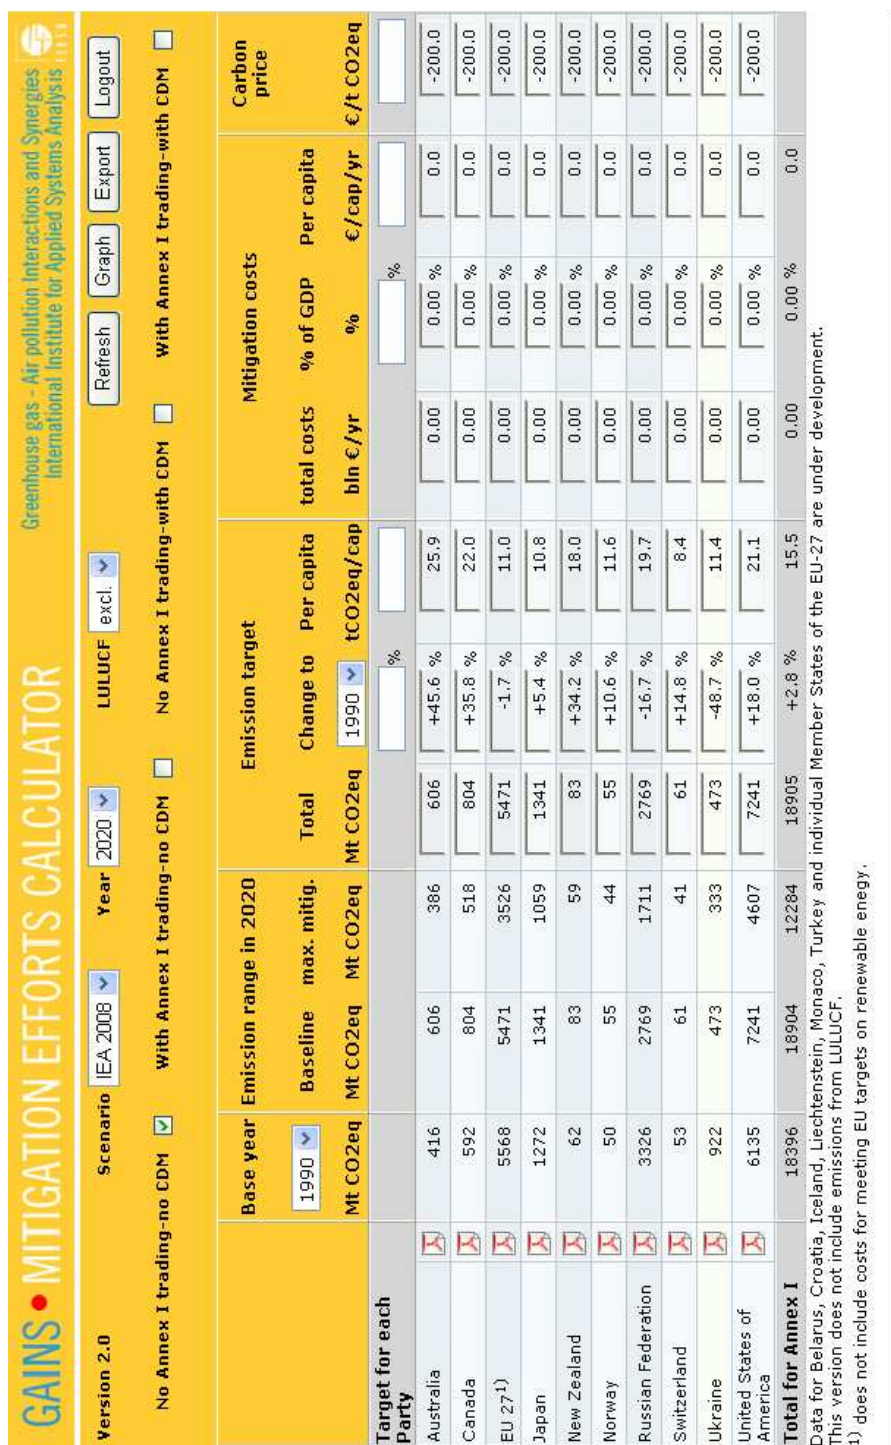 GAINS • MITIGATION EFFORTS CALCULATOR
Greenhouse gas - Air pollution Interactions and Synergies
International Institute for Applied Systems Analysis
Version 2.0 Scenario IEA 2008 Year 2020 LULUCF excl. Refresh Graph Export Logout
No Annex I trading-no CDM With Annex I trading-no CDM No Annex I trading-with CDM With Annex I trading-with CDM
Base year Emission range in 2020 Emission target Mitigation costs Carbon price
1990 Baseline max. mitig. Total Change to 1990 Per capita total costs % of GDP Per capita
Mt CO2eq Mt CO2eq Mt CO2eq Mt CO2eq tCO2eq/cap bln €/yr % €/cap/yr €/t CO2eq
Target for each Party % %
Australia 416 606 386 606 +45.6 % 25.9 0.00 0.00 % 0.0 -200.0
Canada 592 804 518 804 +35.8 % 22.0 0.00 0.00 % 0.0 -200.0
EU 27 1) 5568 5471 3526 5471 -1.7 % 11.0 0.00 0.00 % 0.0 -200.0
Japan 1272 1341 1059 1341 +5.4 % 10.8 0.00 0.00 % 0.0 -200.0
New Zealand 62 83 59 83 +34.2 % 18.0 0.00 0.00 % 0.0 -200.0
Norway 50 55 44 55 +10.6 % 11.6 0.00 0.00 % 0.0 -200.0
Russian Federation 3326 2769 1711 2769 -16.7 % 19.7 0.00 0.00 % 0.0 -200.0
Switzerland 53 61 41 61 +14.8 % 8.4 0.00 0.00 % 0.0 -200.0
Ukraine 922 473 333 473 -48.7 % 11.4 0.00 0.00 % 0.0 -200.0
United States of America 6135 7241 4607 7241 +18.0 % 21.1 0.00 0.00 % 0.0 -200.0
Total for Annex I 18396 18904 12284 18905 +2.8 % 15.5 0.00 0.00 % 0.0
Data for Belarus, Croatia, Iceland, Liechtenstein, Monaco, Turkey and individual Member States of the EU-27 are under development.
This version does not include emissions from LULUCF.
1) does not include costs for meeting EU targets on renewable enegy.